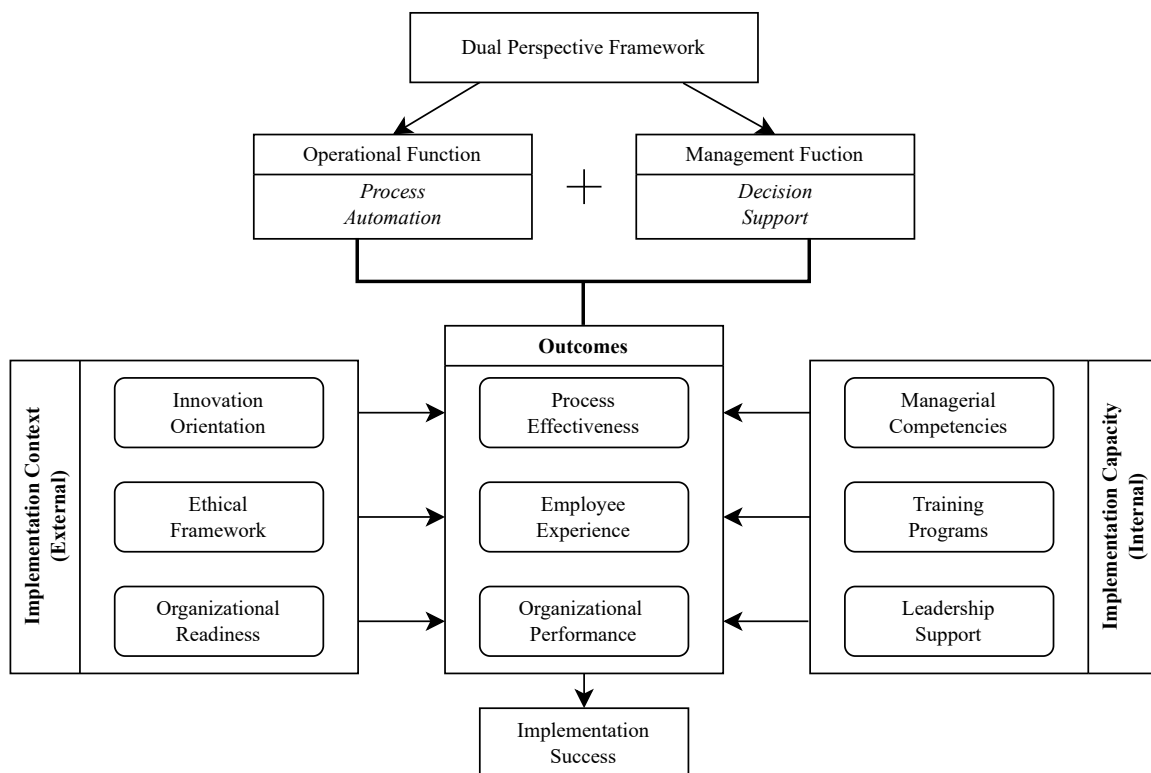 Dual Perspective Framework
Operational Function
Process
Automation
+
Management Fuction
Decision
Support
Implementation Context
(External)
Innovation
Orientation
Ethical
Framework
Organizational
Readiness
Outcomes
Process
Effectiveness
Employee
Experience
Organizational
Performance
Managerial
Competencies
Training
Programs
Leadership
Support
Implementation Capacity
(Internal)
Implementation
Success